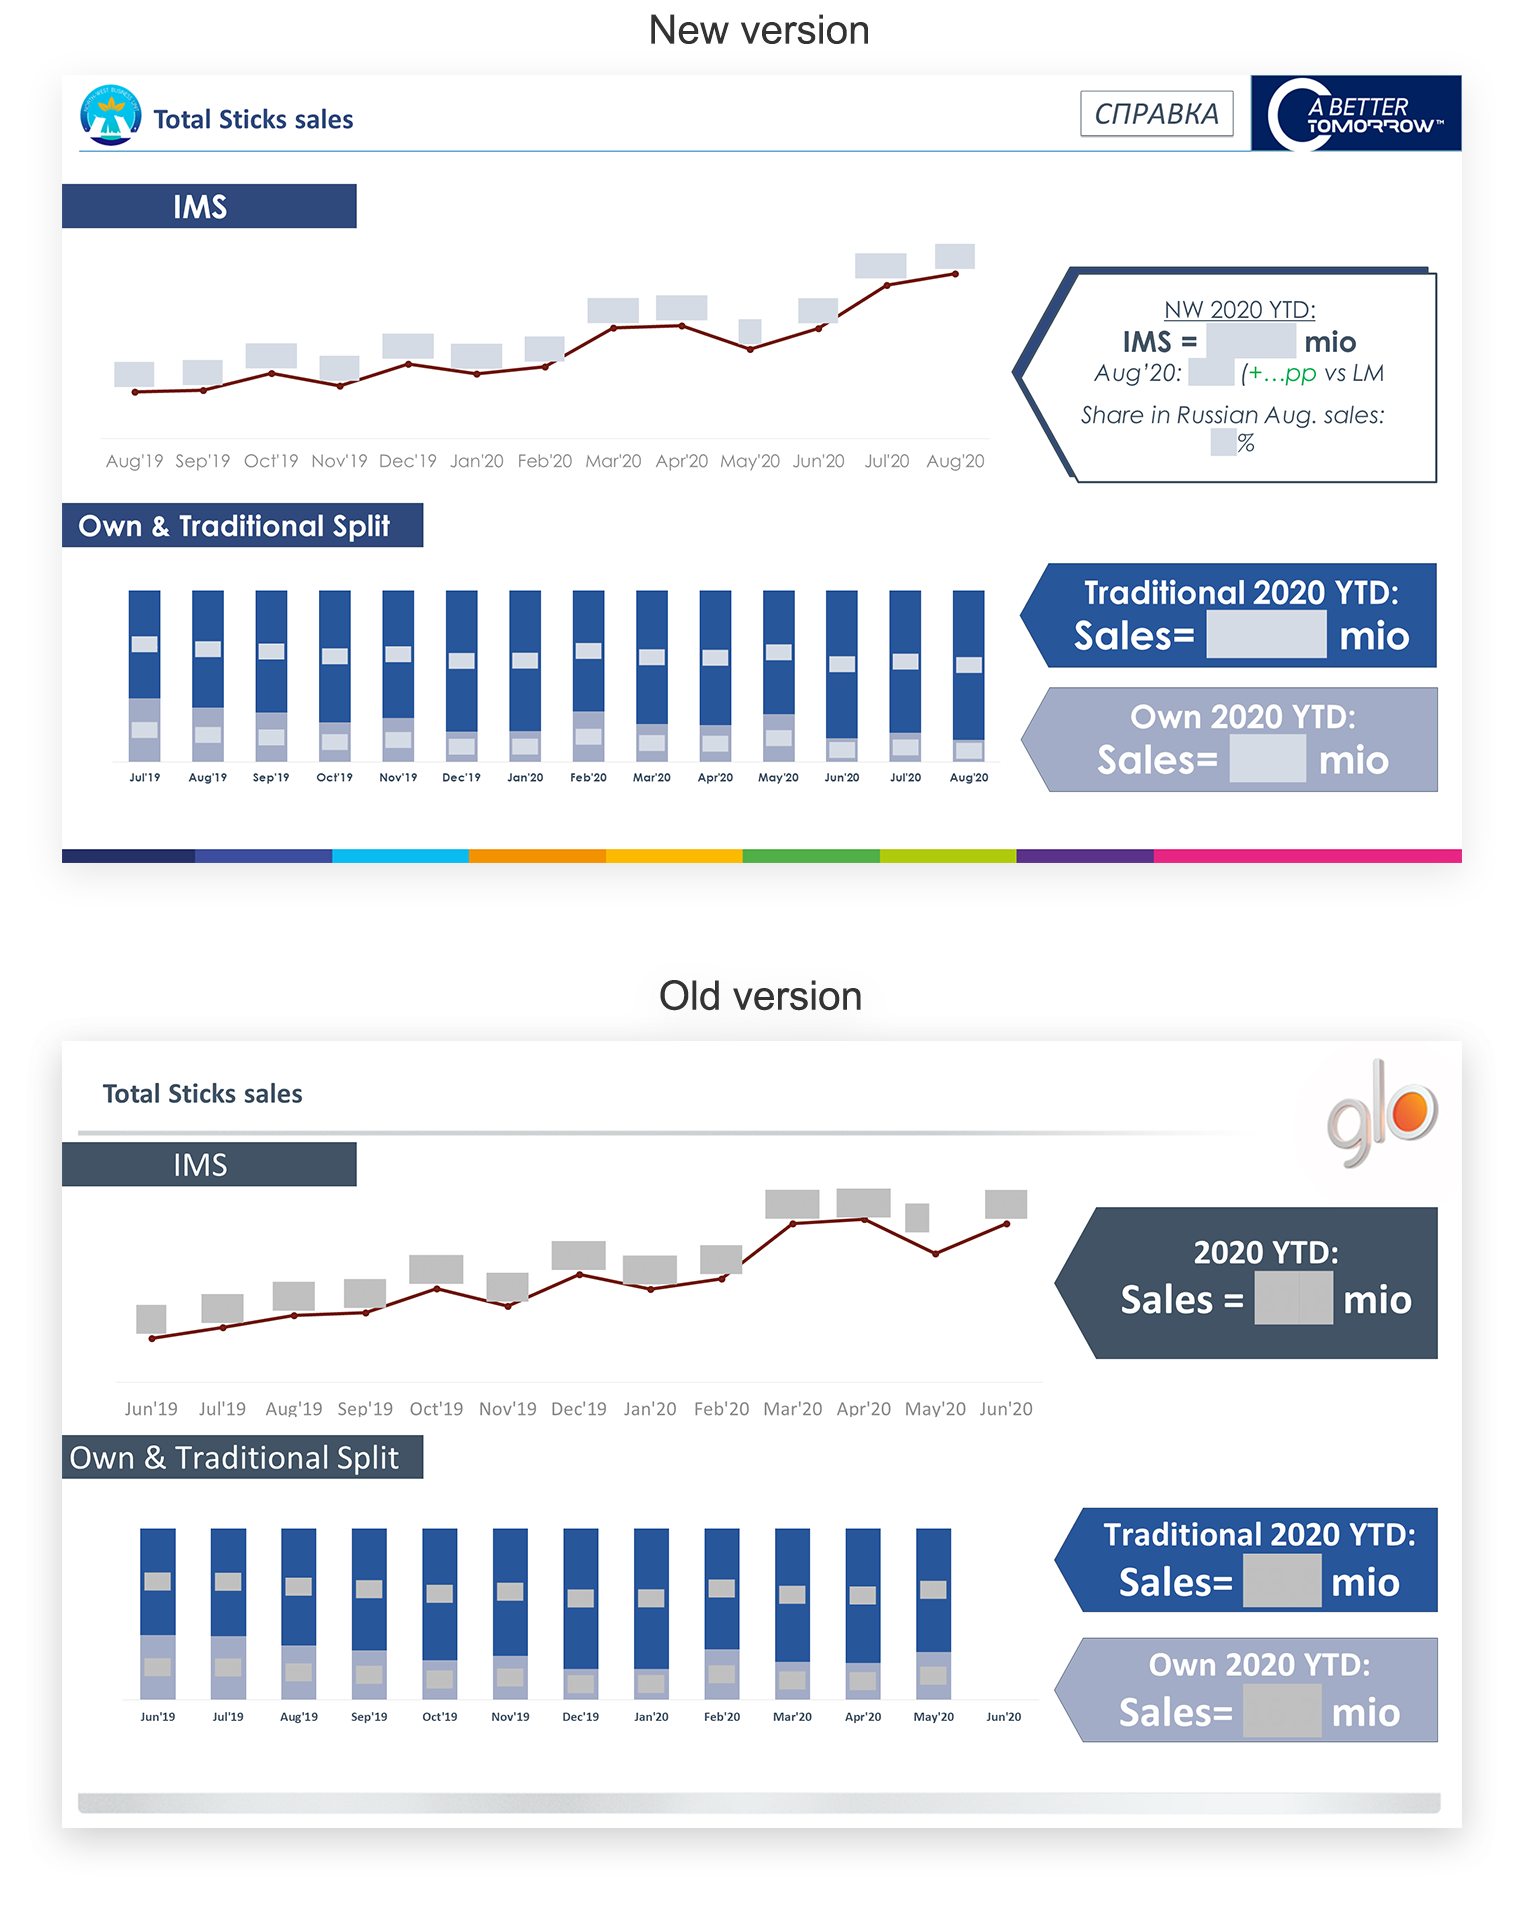 New version
NORTH WEST BUSINESS UNIT
Total Sticks sales
СПРАВКА
A BETTER
TOMORROW™
IMS
Aug'19 Sep'19 Oct'19 Nov'19 Dec'19 Jan'20 Feb'20 Mar'20 Apr'20 May'20 Jun'20 Jul'20 Aug'20
NW 2020 YTD:
IMS = mio
Aug'20: (+...pp vs LM
Share in Russian Aug. sales:
%
Own & Traditional Split
Jul'19 Aug'19 Sep'19 Oct'19 Nov'19 Dec'19 Jan'20 Feb'20 Mar'20 Apr'20 May'20 Jun'20 Jul'20 Aug'20
Traditional 2020 YTD:
Sales= mio
Own 2020 YTD:
Sales= mio
Old version
Total Sticks sales
glo
IMS
Jun'19 Jul'19 Aug'19 Sep'19 Oct'19 Nov'19 Dec'19 Jan'20 Feb'20 Mar'20 Apr'20 May'20 Jun'20
2020 YTD:
Sales = mio
Own & Traditional Split
Jun'19 Jul'19 Aug'19 Sep'19 Oct'19 Nov'19 Dec'19 Jan'20 Feb'20 Mar'20 Apr'20 May'20 Jun'20
Traditional 2020 YTD:
Sales= mio
Own 2020 YTD:
Sales= mio